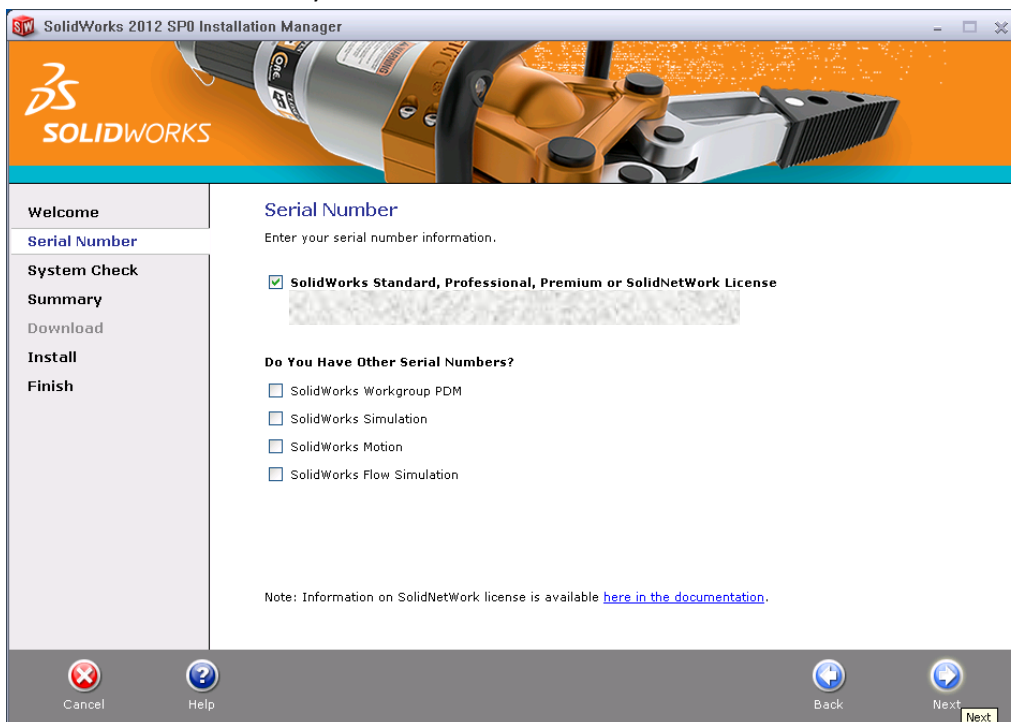 SolidWorks 2012 SP0 Installation Manager
CORE
3S
SOLIDWORKS
Welcome
Serial Number
System Check
Summary
Download
Install
Finish
Serial Number
Enter your serial number information.
SolidWorks Standard, Professional, Premium or SolidNetWork License
Do You Have Other Serial Numbers?
SolidWorks Workgroup PDM
SolidWorks Simulation
SolidWorks Motion
SolidWorks Flow Simulation
Note: Information on SolidNetWork license is available here in the documentation.
Cancel
Help
Back
Next
Next